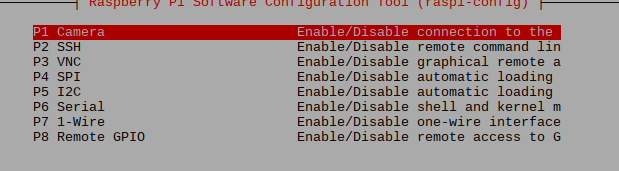 Raspberry Pi Software Configuration Tool (raspi-config)
P1 Camera Enable/Disable connection to the
P2 SSH Enable/Disable remote command lin
P3 VNC Enable/Disable graphical remote a
P4 SPI Enable/Disable automatic loading
P5 I2C Enable/Disable automatic loading
P6 Serial Enable/Disable shell and kernel m
P7 1-Wire Enable/Disable one-wire interface
P8 Remote GPIO Enable/Disable remote access to G